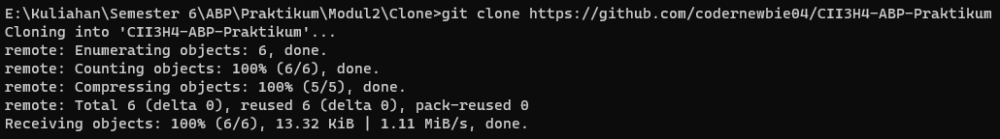 E:\Kuliahan\Semester 6\ABP\Praktikum\Modul2\Clone>git clone https://github.com/codernewbie04/CII3H4-ABP-Praktikum
Cloning into 'CII3H4-ABP-Praktikum'...
remote: Enumerating objects: 6, done.
remote: Counting objects: 100% (6/6), done.
remote: Compressing objects: 100% (5/5), done.
remote: Total 6 (delta 0), reused 6 (delta 0), pack-reused 0
Receiving objects: 100% (6/6), 13.32 KiB | 1.11 MiB/s, done.